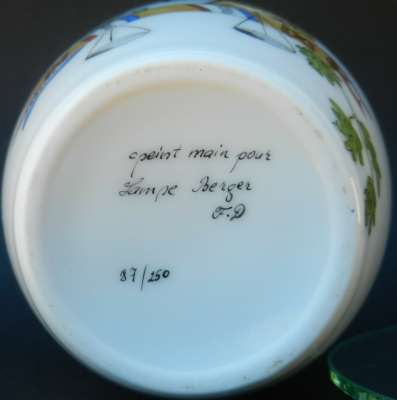 peint main pour
Lampe Berger
F.D
87/250